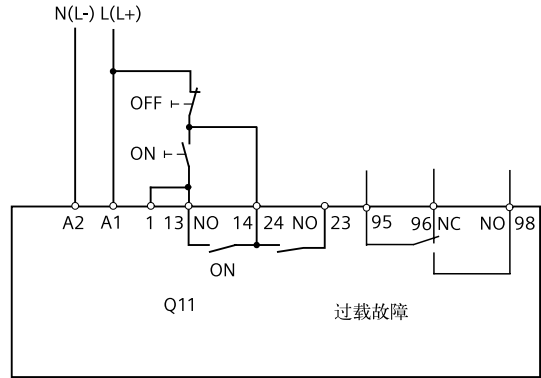 N(L-) L(L+)
OFF
ON
A2 A1 1 13 NO 14 24 NO 23 95 96 NC NO 98
ON
Q11 过载故障